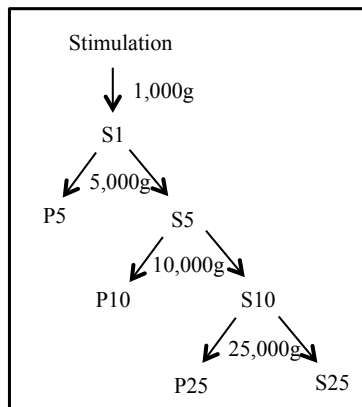 Stimulation
1,000g
S1
5,000g
P5
S5
10,000g
P10
S10
25,000g
P25
S25